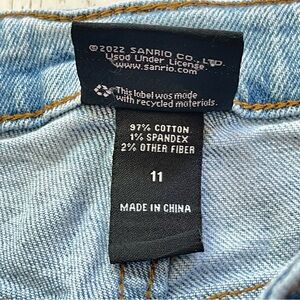 ©2022 SANRIO CO., LTD.
Used Under License.
www.sanrio.com
This label was made
with recycled materials.
97% COTTON
1% SPANDEX
2% OTHER FIBER
11
MADE IN CHINA